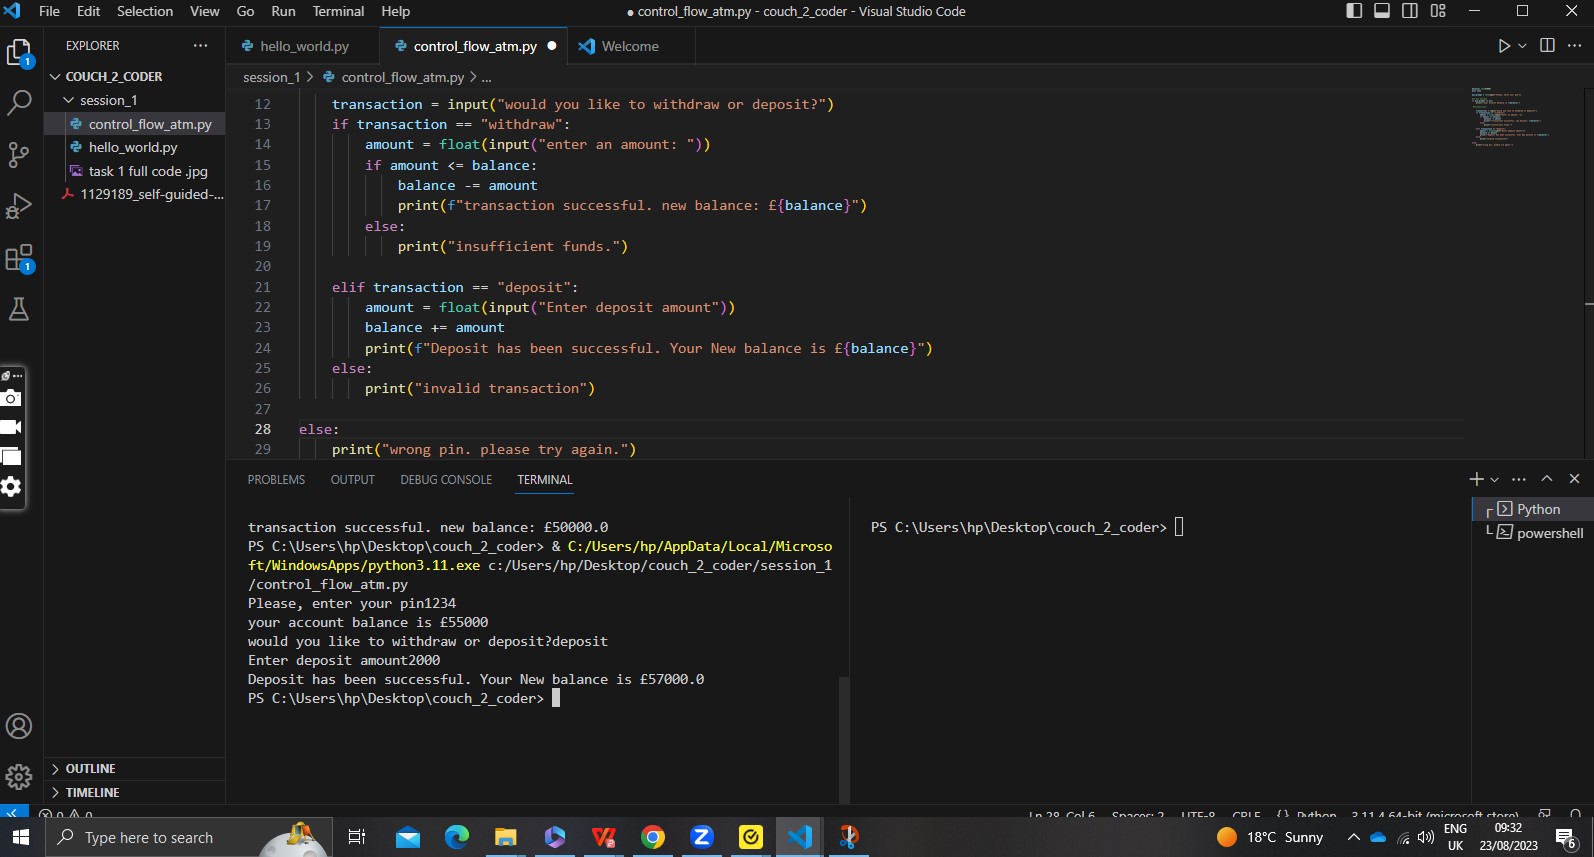 File Edit Selection View Go Run Terminal Help
● control_flow_atm.py - couch_2_coder - Visual Studio Code
EXPLORER
COUCH_2_CODER
session_1
control_flow_atm.py
hello_world.py
task 1 full code .jpg
1129189_self-guided-...
OUTLINE
TIMELINE
1
1
hello_world.py
control_flow_atm.py
Welcome
session_1 > control_flow_atm.py > ...
12 transaction = input("would you like to withdraw or deposit?")
13 if transaction == "withdraw":
14 amount = float(input("enter an amount: "))
15 if amount <= balance:
16 balance -= amount
17 print(f"transaction successful. new balance: £{balance}")
18 else:
19 print("insufficient funds.")
20
21 elif transaction == "deposit":
22 amount = float(input("Enter deposit amount"))
23 balance += amount
24 print(f"Deposit has been successful. Your New balance is £{balance}")
25 else:
26 print("invalid transaction")
27
28 else:
29 print("wrong pin. please try again.")
PROBLEMS OUTPUT DEBUG CONSOLE TERMINAL
transaction successful. new balance: £50000.0
PS C:\Users\hp\Desktop\couch_2_coder> & C:/Users/hp/AppData/Local/Microso
ft/WindowsApps/python3.11.exe c:/Users/hp/Desktop/couch_2_coder/session_1
/control_flow_atm.py
Please, enter your pin1234
your account balance is £55000
would you like to withdraw or deposit?deposit
Enter deposit amount2000
Deposit has been successful. Your New balance is £57000.0
PS C:\Users\hp\Desktop\couch_2_coder>
PS C:\Users\hp\Desktop\couch_2_coder>
Python
powershell
0 0
Ln 28, Col 6 Spaces: 2 UTF-8 CRLF {} Python 3.11.4 64-bit (microsoft store)
Type here to search
18°C Sunny
ENG
UK
09:32
23/08/2023
6